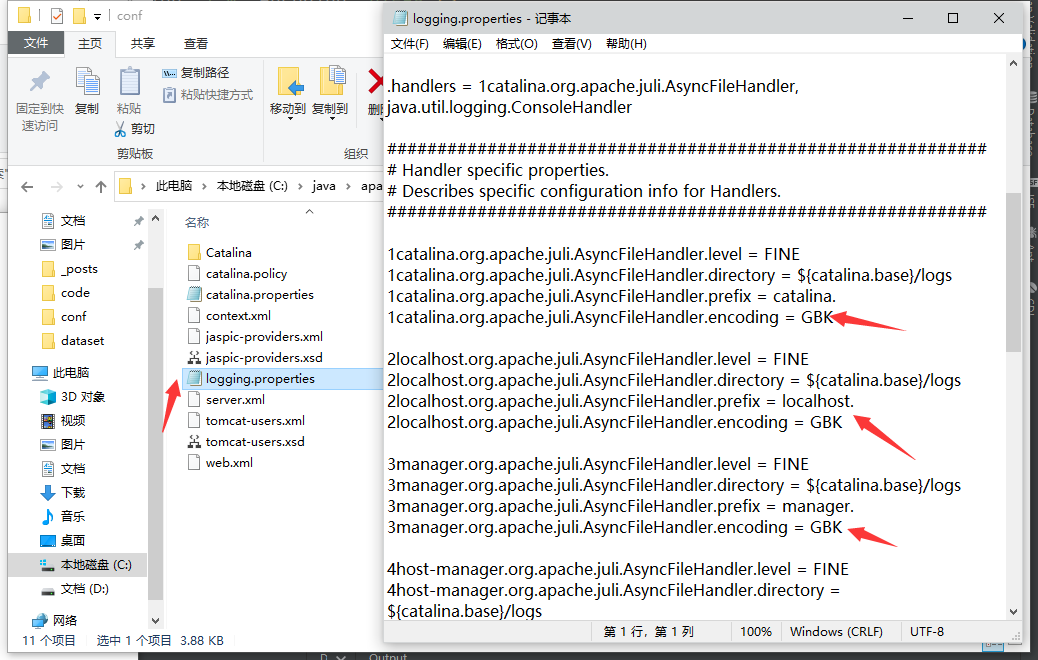 conf
文件
主页
共享
查看
固定到快
速访问
复制
粘贴
复制路径
粘贴快捷方式
剪切
剪贴板
移动到
复制到
组织
此电脑
本地磁盘 (C:)
java
apa
文档
图片
_posts
code
conf
dataset
此电脑
3D 对象
视频
图片
文档
下载
音乐
桌面
本地磁盘 (C:)
文档 (D:)
网络
名称
Catalina
catalina.policy
catalina.properties
context.xml
jaspic-providers.xml
jaspic-providers.xsd
logging.properties
server.xml
tomcat-users.xml
tomcat-users.xsd
web.xml
11 个项目
选中 1 个项目 3.88 KB
logging.properties - 记事本
文件(F) 编辑(E) 格式(O) 查看(V) 帮助(H)
.handlers = 1catalina.org.apache.juli.AsyncFileHandler,
java.util.logging.ConsoleHandler
############################################################
# Handler specific properties.
# Describes specific configuration info for Handlers.
############################################################
1catalina.org.apache.juli.AsyncFileHandler.level = FINE
1catalina.org.apache.juli.AsyncFileHandler.directory = ${catalina.base}/logs
1catalina.org.apache.juli.AsyncFileHandler.prefix = catalina.
1catalina.org.apache.juli.AsyncFileHandler.encoding = GBK
2localhost.org.apache.juli.AsyncFileHandler.level = FINE
2localhost.org.apache.juli.AsyncFileHandler.directory = ${catalina.base}/logs
2localhost.org.apache.juli.AsyncFileHandler.prefix = localhost.
2localhost.org.apache.juli.AsyncFileHandler.encoding = GBK
3manager.org.apache.juli.AsyncFileHandler.level = FINE
3manager.org.apache.juli.AsyncFileHandler.directory = ${catalina.base}/logs
3manager.org.apache.juli.AsyncFileHandler.prefix = manager.
3manager.org.apache.juli.AsyncFileHandler.encoding = GBK
4host-manager.org.apache.juli.AsyncFileHandler.level = FINE
4host-manager.org.apache.juli.AsyncFileHandler.directory =
${catalina.base}/logs
第 1 行，第 1 列
100%
Windows (CRLF)
UTF-8
Output